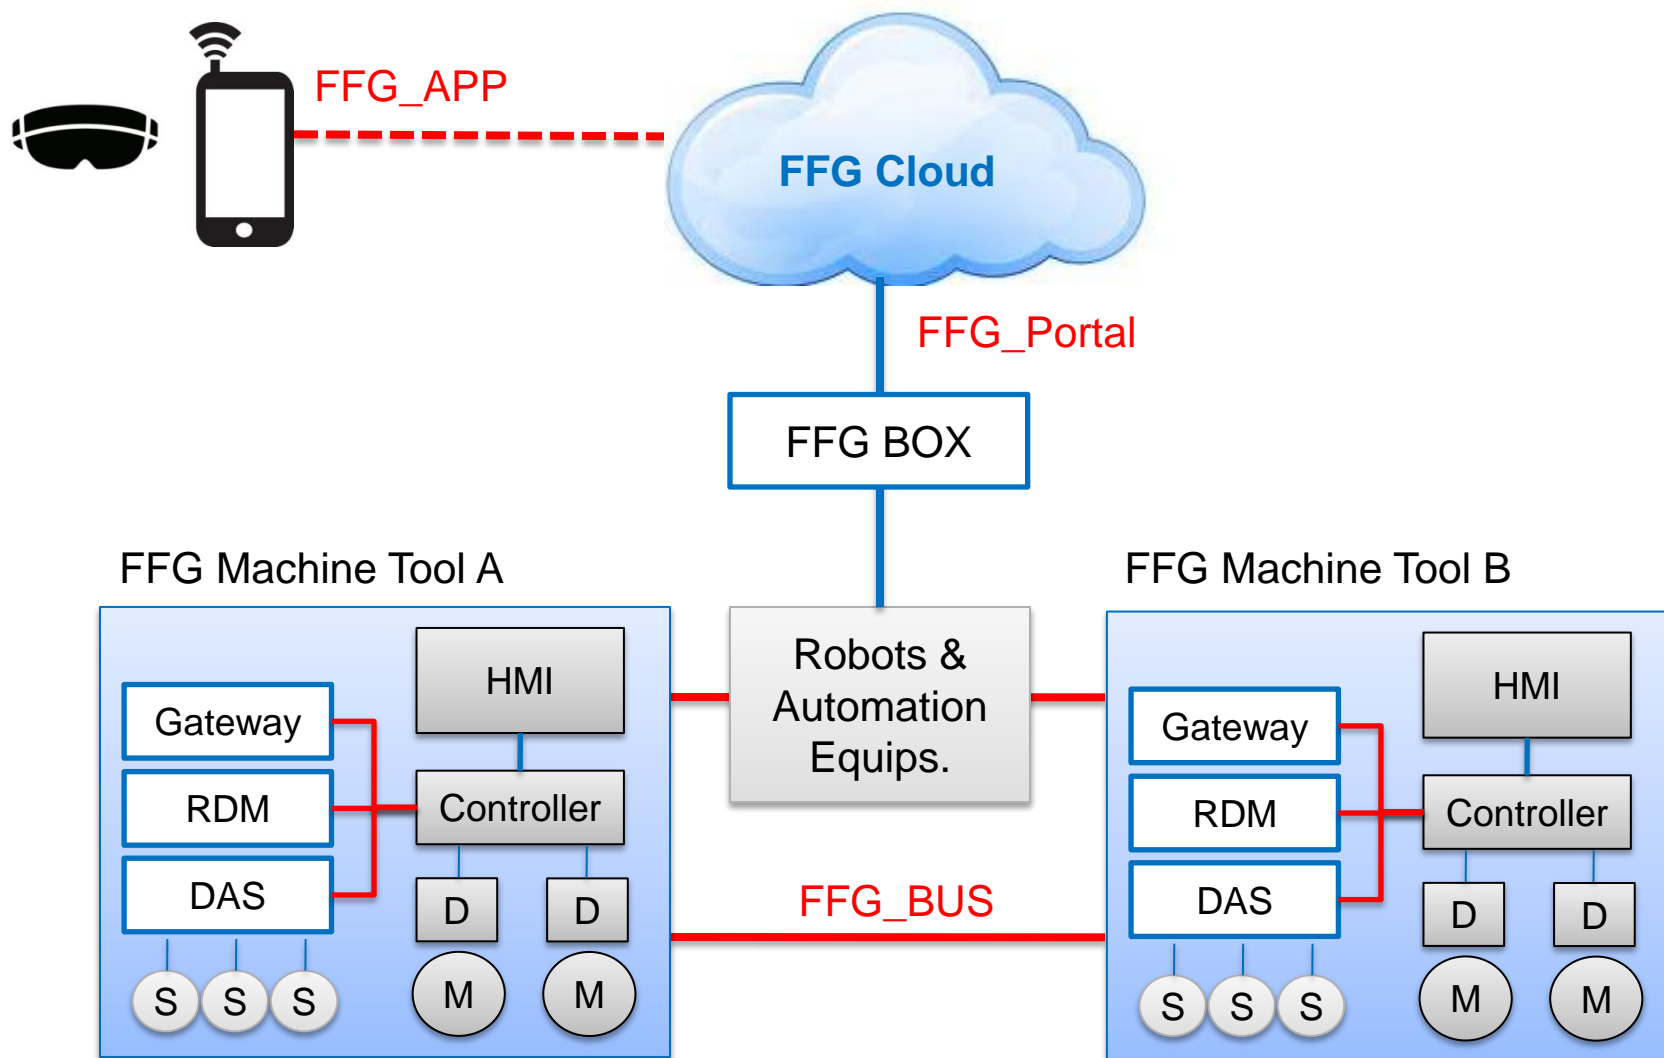 FFG_APP
FFG Cloud
FFG_Portal
FFG BOX
FFG Machine Tool A
HMI
Gateway
RDM
Controller
DAS
D
D
S
S
S
M
M
Robots &
Automation
Equips.
FFG_BUS
FFG Machine Tool B
HMI
Gateway
RDM
Controller
DAS
D
D
S
S
S
M
M